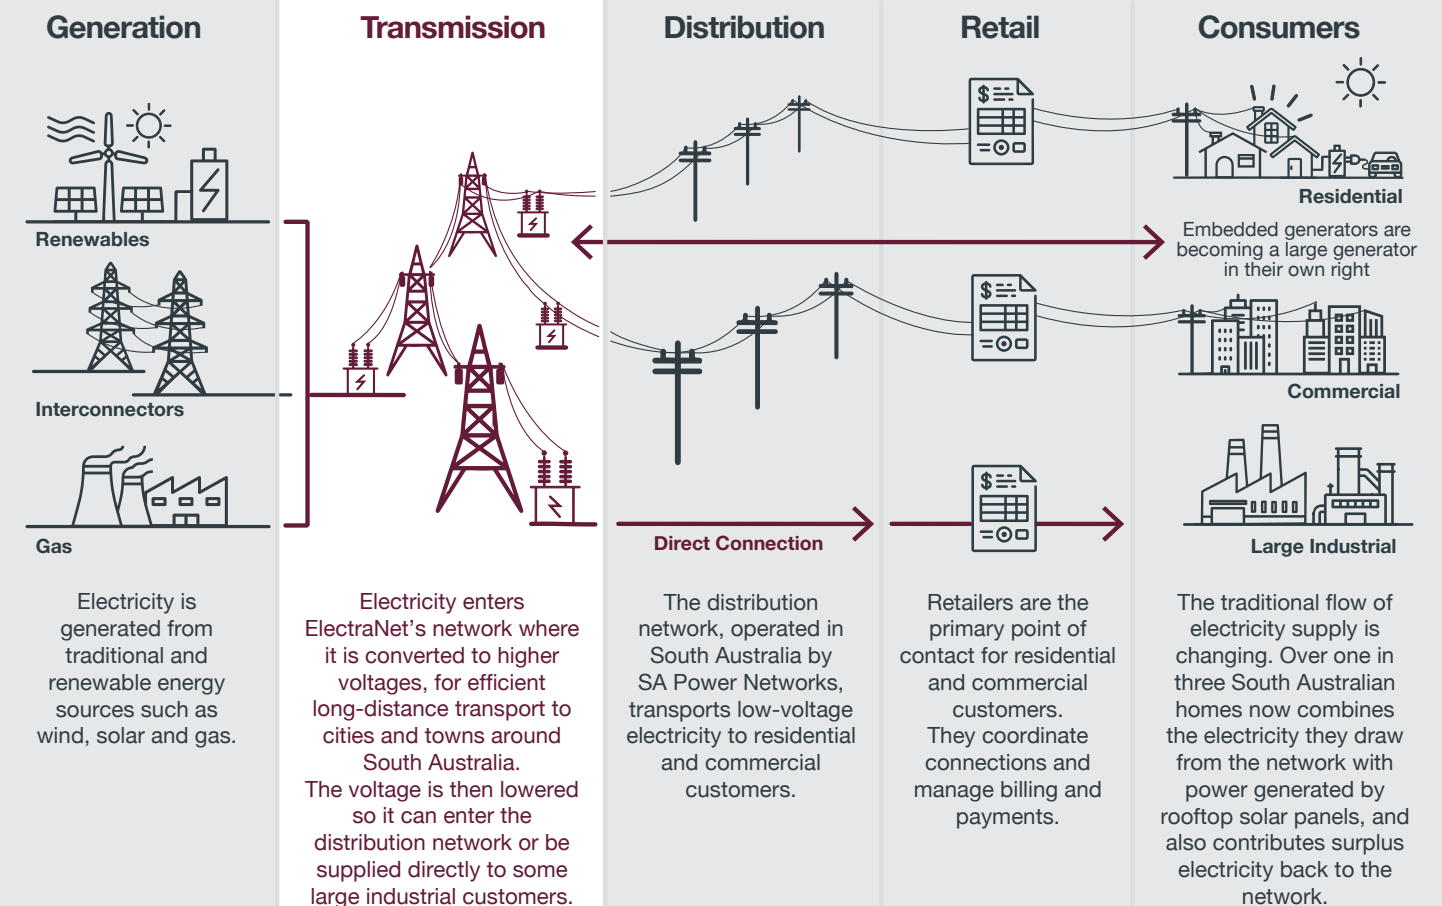 Generation
Renewables
Interconnectors
Gas
Electricity is
generated from
traditional and
renewable energy
sources such as
wind, solar and gas.
Transmission
Electricity enters
ElectraNet’s network where
it is converted to higher
voltages, for efficient
long-distance transport to
cities and towns around
South Australia.
The voltage is then lowered
so it can enter the
distribution network or be
supplied directly to some
large industrial customers.
Distribution
Direct Connection
The distribution
network, operated in
South Australia by
SA Power Networks,
transports low-voltage
electricity to residential
and commercial
customers.
Retail
$
$
$
Retailers are the
primary point of
contact for residential
and commercial
customers.
They coordinate
connections and
manage billing and
payments.
Consumers
Residential
Embedded generators are
becoming a large generator
in their own right
Commercial
Large Industrial
The traditional flow of
electricity supply is
changing. Over one in
three South Australian
homes now combines
the electricity they draw
from the network with
power generated by
rooftop solar panels, and
also contributes surplus
electricity back to the
network.